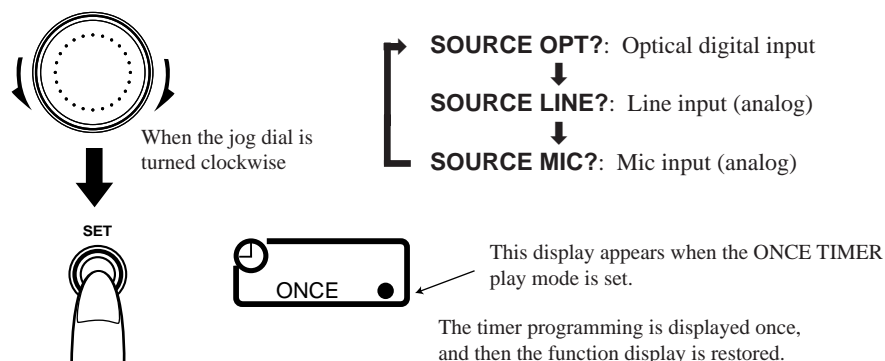 SOURCE OPT?: Optical digital input
SOURCE LINE?: Line input (analog)
SOURCE MIC?: Mic input (analog)
When the jog dial is
turned clockwise
SET
ONCE
This display appears when the ONCE TIMER
play mode is set.
The timer programming is displayed once,
and then the function display is restored.